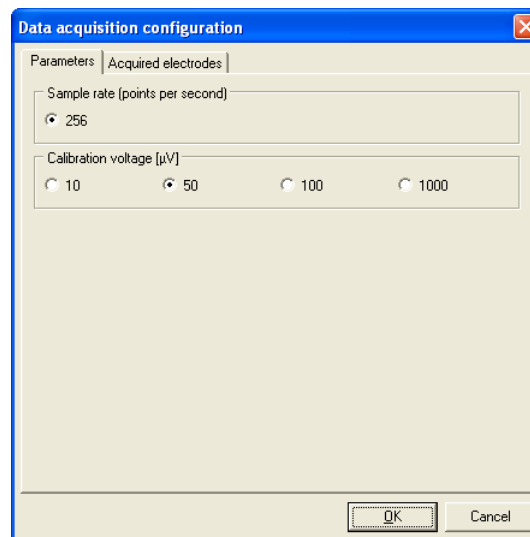 Data acquisition configuration
Parameters Acquired electrodes
Sample rate (points per second)
256
Calibration voltage [µV]
10 50 100 1000
OK Cancel